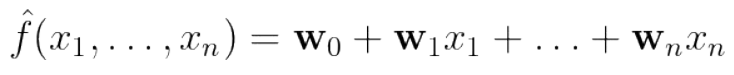 f̂(x₁, . . . , xₙ) = 𝐰₀ + 𝐰₁x₁ + . . . + 𝐰ₙxₙ